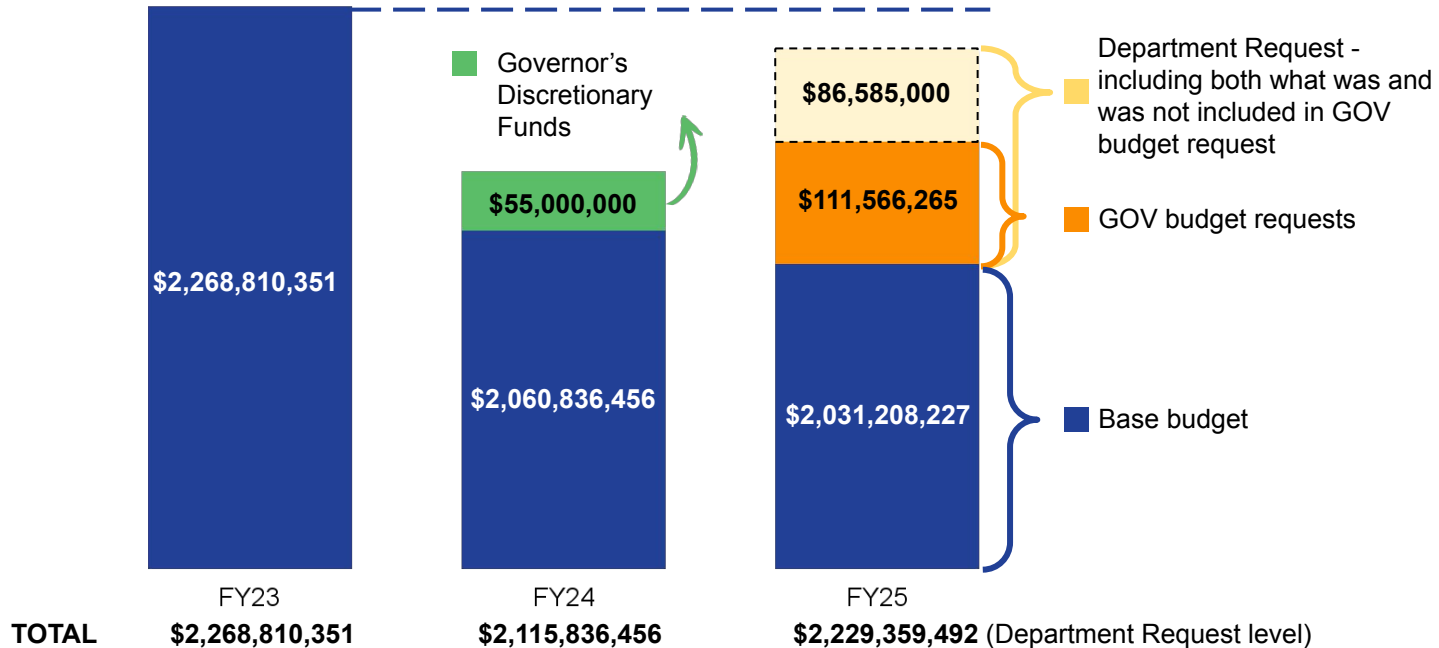 Governor's
Discretionary
Funds
Department Request -
including both what was and
was not included in GOV
budget request
$86,585,000
$55,000,000
$111,566,265
GOV budget requests
$2,268,810,351
$2,060,836,456
$2,031,208,227
Base budget
FY23
FY24
FY25
TOTAL $2,268,810,351 $2,115,836,456 $2,229,359,492 (Department Request level)